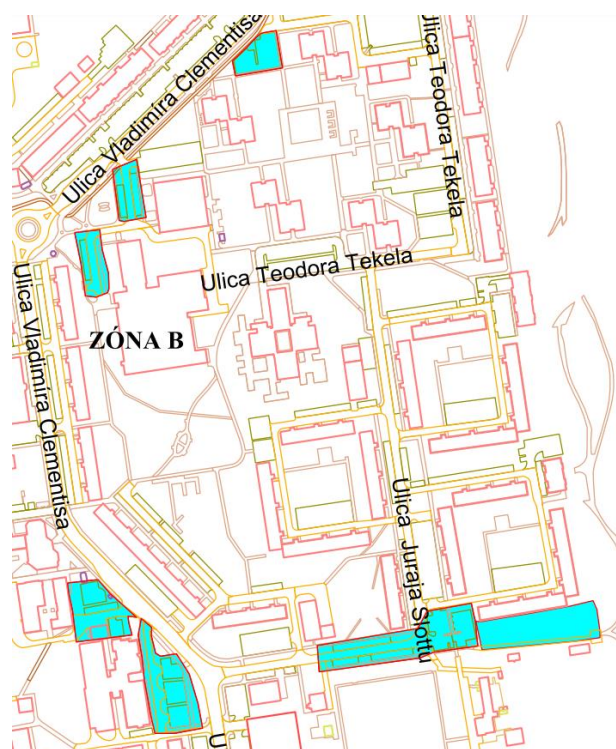 Ulica Vladimíra Clementisa
Ulica Teodora Tekela
Ulica Teodora Tekela
ZÓNA B
Ulica Vladimíra Clementisa
Ulica Juraja Slottu
U